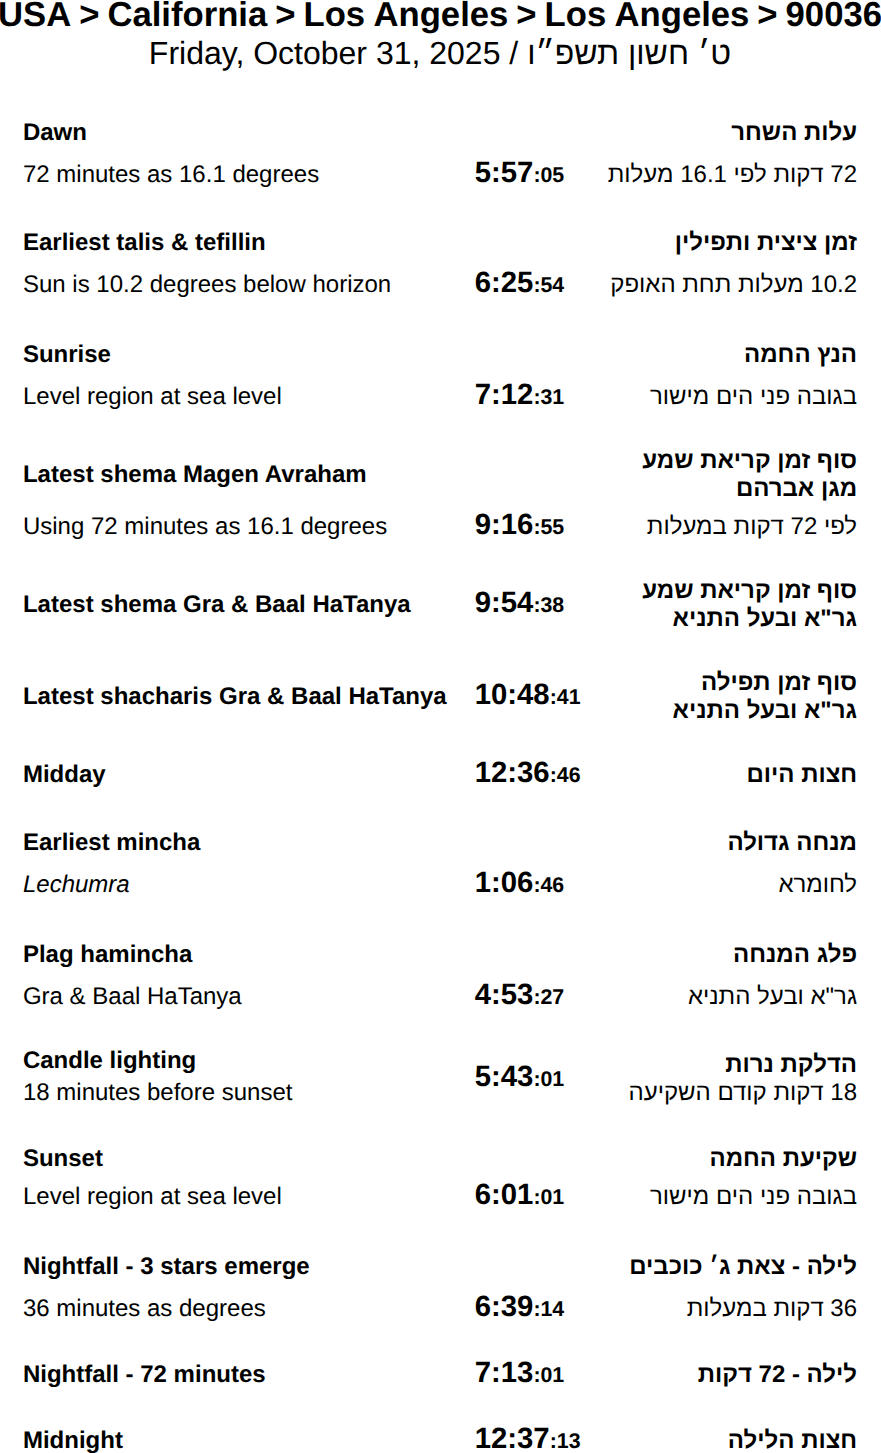 USA > California > Los Angeles > Los Angeles > 90036
Friday, October 31, 2025 / ט׳ חשון תשפ״ו
Dawn עלות השחר
72 minutes as 16.1 degrees 5:57:05 72 דקות לפי 16.1 מעלות
Earliest talis & tefillin זמן ציצית ותפילין
Sun is 10.2 degrees below horizon 6:25:54 10.2 מעלות תחת האופק
Sunrise הנץ החמה
Level region at sea level 7:12:31 בגובה פני הים מישור
Latest shema Magen Avraham סוף זמן קריאת שמע
מגן אברהם
Using 72 minutes as 16.1 degrees 9:16:55 לפי 72 דקות במעלות
Latest shema Gra & Baal HaTanya 9:54:38 סוף זמן קריאת שמע
גר"א ובעל התניא
Latest shacharis Gra & Baal HaTanya 10:48:41 סוף זמן תפילה
גר"א ובעל התניא
Midday 12:36:46 חצות היום
Earliest mincha מנחה גדולה
Lechumra 1:06:46 לחומרא
Plag hamincha פלג המנחה
Gra & Baal HaTanya 4:53:27 גר"א ובעל התניא
Candle lighting 5:43:01 הדלקת נרות
18 minutes before sunset 18 דקות קודם השקיעה
Sunset שקיעת החמה
Level region at sea level 6:01:01 בגובה פני הים מישור
Nightfall - 3 stars emerge לילה - צאת ג׳ כוכבים
36 minutes as degrees 6:39:14 36 דקות במעלות
Nightfall - 72 minutes 7:13:01 לילה - 72 דקות
Midnight 12:37:13 חצות הלילה